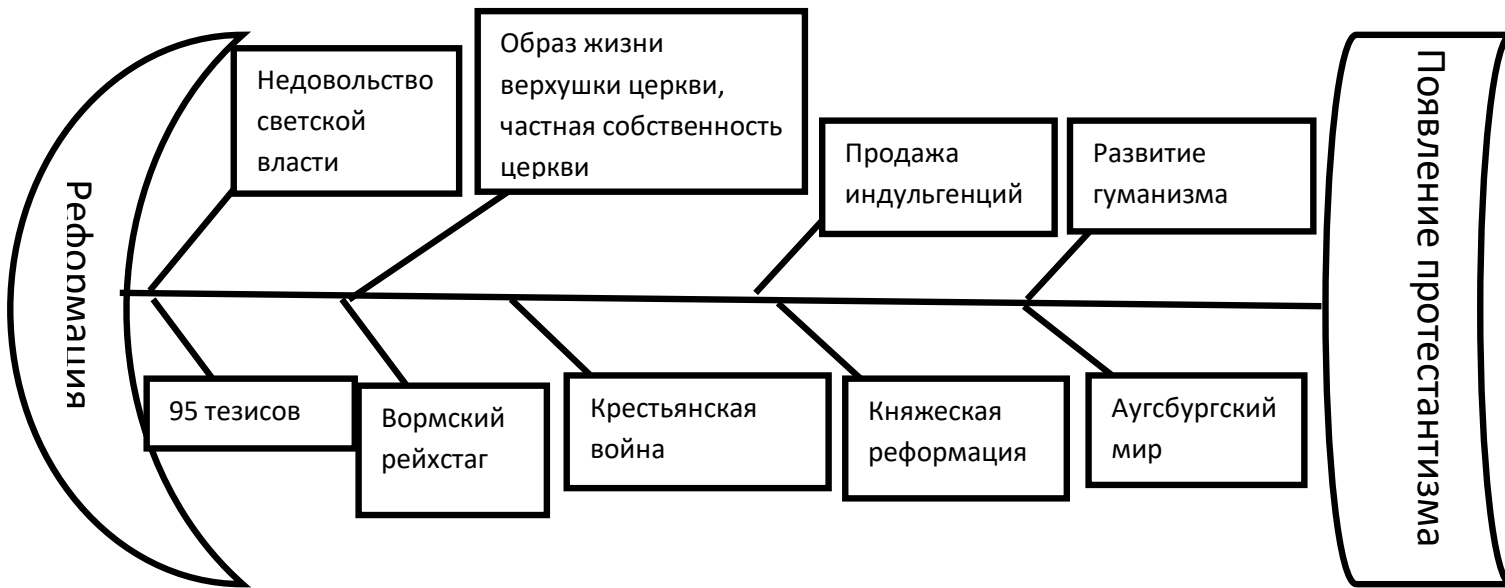 Реформация
Недовольство
светской
власти
Образ жизни
верхушки церкви,
частная собственность
церкви
Продажа
индульгенций
Развитие
гуманизма
95 тезисов
Вормский
рейхстаг
Крестьянская
война
Княжеская
реформация
Аугсбургский
мир
Появление протестантизма